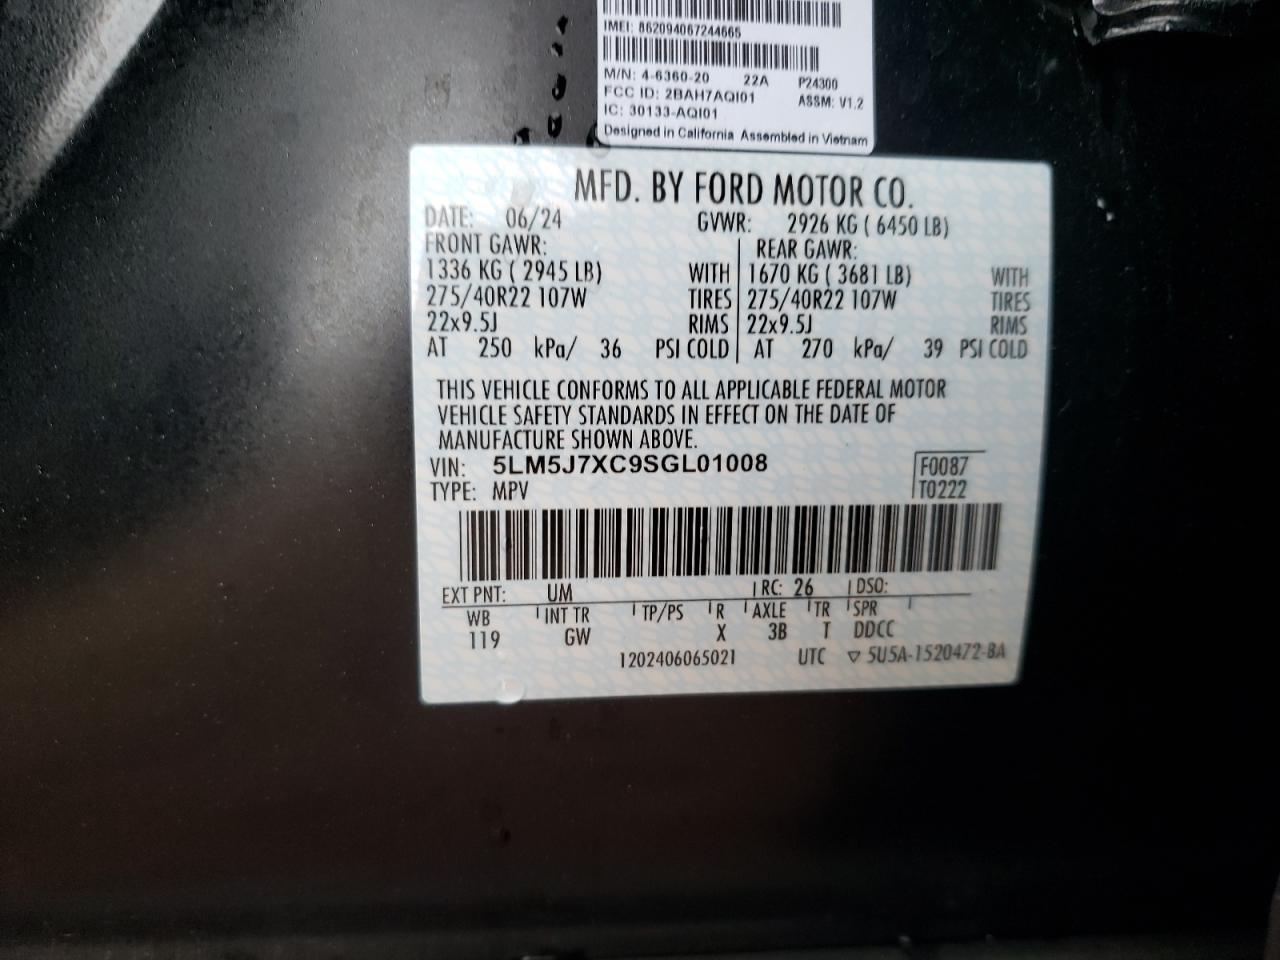 IMEI: 862094067244665
M/N: 4-6360-20 22A P24300
FCC ID: 2BAH7AQI01 ASSM: V1.2
IC: 30133-AQI01
Designed in California Assembled in Vietnam
MFD. BY FORD MOTOR CO.
DATE: 06/24 GVWR: 2926 KG ( 6450 LB)
FRONT GAWR: REAR GAWR:
1336 KG ( 2945 LB) WITH 1670 KG ( 3681 LB) WITH
275/40R22 107W TIRES 275/40R22 107W TIRES
22x9.5J RIMS 22x9.5J RIMS
AT 250 kPa/ 36 PSI COLD AT 270 kPa/ 39 PSI COLD
THIS VEHICLE CONFORMS TO ALL APPLICABLE FEDERAL MOTOR
VEHICLE SAFETY STANDARDS IN EFFECT ON THE DATE OF
MANUFACTURE SHOWN ABOVE.
VIN: 5LM5J7XC9SGL01008 F0087
TYPE: MPV T0222
EXT PNT: UM RC: 26 DSO:
WB INT TR TP/PS R AXLE TR SPR
119 GW X 3B T DDCC
1202406065021 UTC ▽ 5U5A-1520472-BA